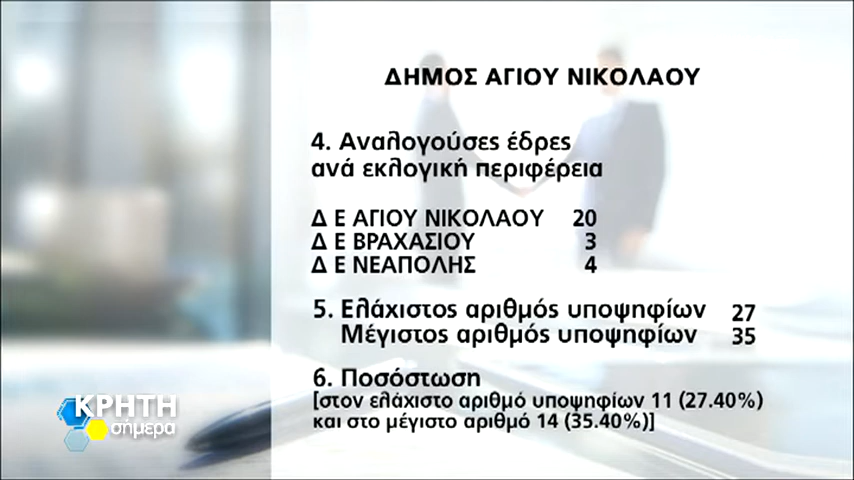 ΔΗΜΟΣ ΑΓΙΟΥ ΝΙΚΟΛΑΟΥ
4. Αναλογούσες έδρες
ανά εκλογική περιφέρεια
Δ Ε ΑΓΙΟΥ ΝΙΚΟΛΑΟΥ 20
Δ Ε ΒΡΑΧΑΣΙΟΥ 3
Δ Ε ΝΕΑΠΟΛΗΣ 4
5. Ελάχιστος αριθμός υποψηφίων 27
Μέγιστος αριθμός υποψηφίων 35
6. Ποσόστωση
[στον ελάχιστο αριθμό υποψηφίων 11 (27.40%)
και στο μέγιστο αριθμό 14 (35.40%)]
ΚΡΗΤΗ
σήμερα